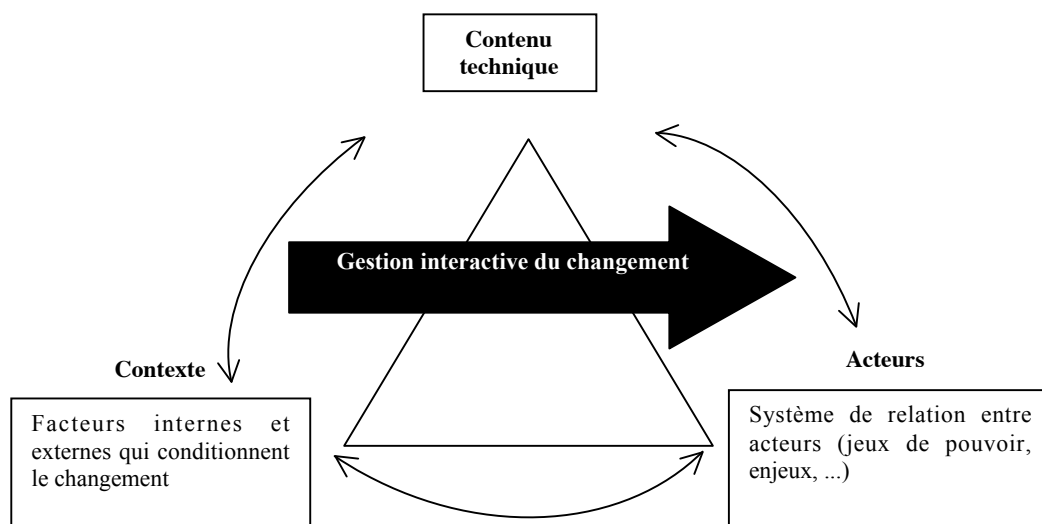 Contenu
technique
Gestion interactive du changement
Contexte
Facteurs internes et
externes qui conditionnent
le changement
Acteurs
Système de relation entre
acteurs (jeux de pouvoir,
enjeux, ...)